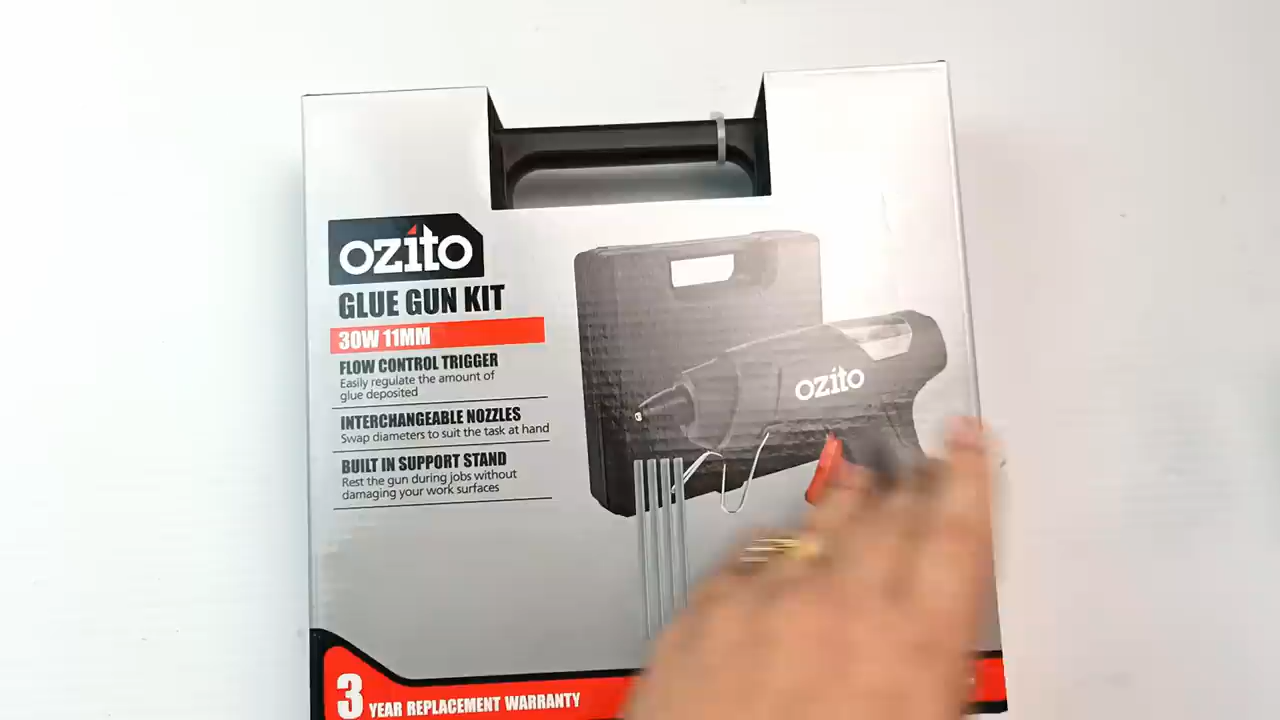 ozito
GLUE GUN KIT
30W 11MM
FLOW CONTROL TRIGGER
Easily regulate the amount of
glue deposited
INTERCHANGEABLE NOZZLES
Swap diameters to suit the task at hand
BUILT IN SUPPORT STAND
Rest the gun during jobs without
damaging your work surfaces
ozito
3 YEAR REPLACEMENT WARRANTY